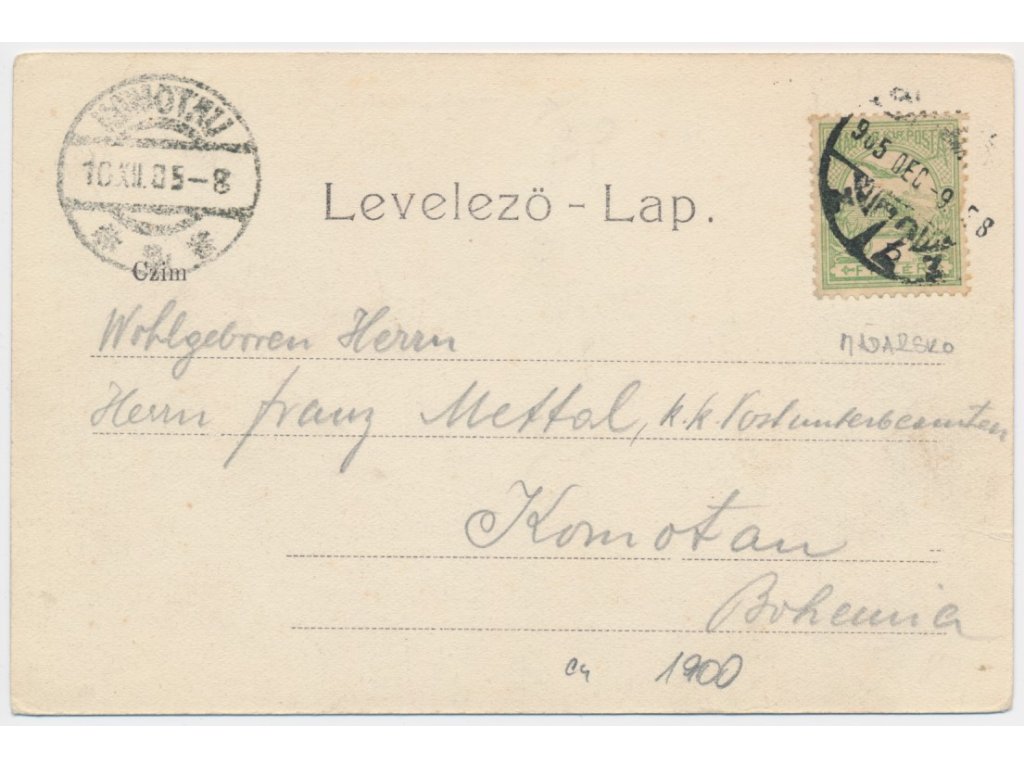 KOMOTAU
10.XII.05-8
Levelezö-Lap.
905 DEC -9
Czim
Wohlgeboren Herrn
MAĎARSKO
Herrn Franz Mettal, k.k. Postunterbeamten
Komotau
Bohemia
1900